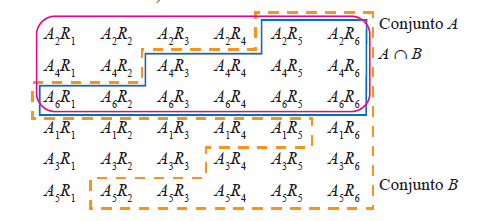 A₂R₁ A₂R₂ A₂R₃ A₂R₄ A₂R₅ A₂R₆ Conjunto A
A₄R₁ A₄R₂ A₄R₃ A₄R₄ A₄R₅ A₄R₆ A ∩ B
A₆R₁ A₆R₂ A₆R₃ A₆R₄ A₆R₅ A₆R₆
A₁R₁ A₁R₂ A₁R₃ A₁R₄ A₁R₅ A₁R₆
A₃R₁ A₃R₂ A₃R₃ A₃R₄ A₃R₅ A₃R₆
A₅R₁ A₅R₂ A₅R₃ A₅R₄ A₅R₅ A₅R₆ Conjunto B